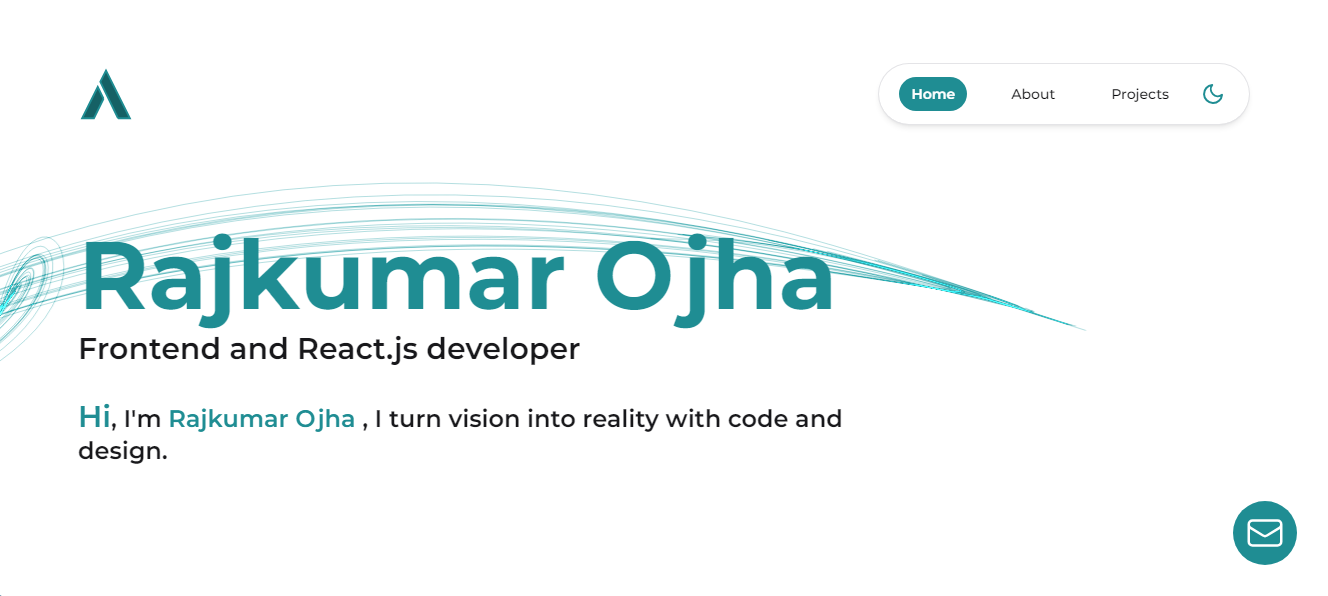 Home About Projects
Rajkumar Ojha
Frontend and React.js developer
Hi, I'm Rajkumar Ojha , I turn vision into reality with code and
design.